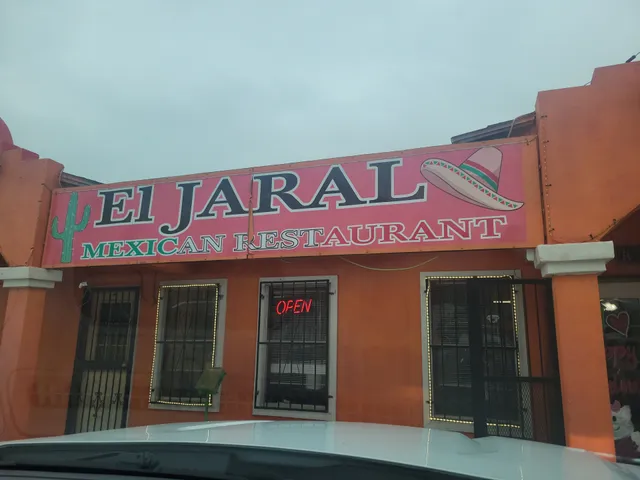 El JARAL
MEXICAN RESTAURANT
OPEN